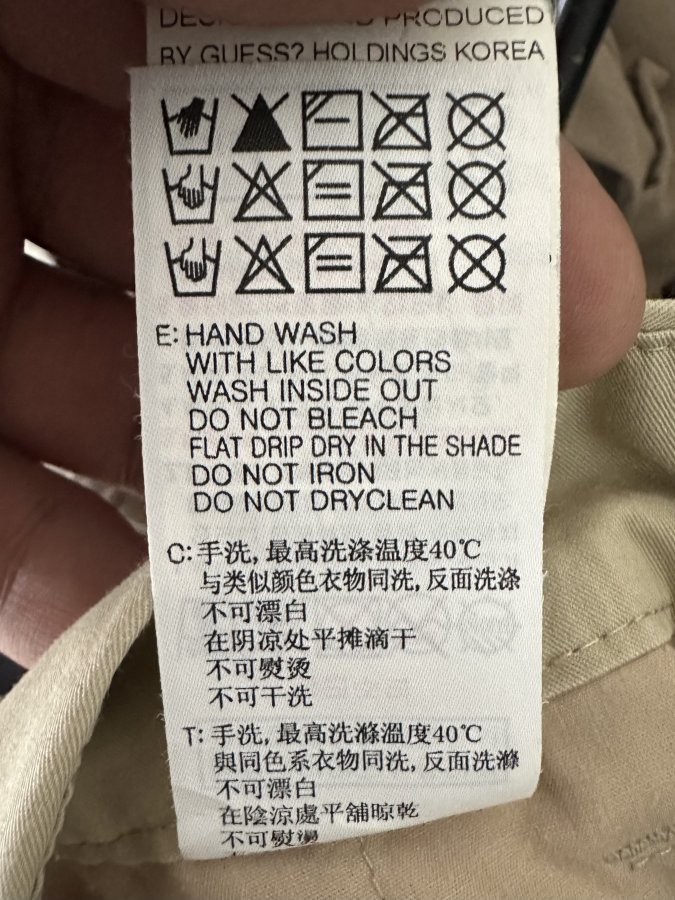 PRODUCED
BY GUESS? HOLDINGS KOREA
E: HAND WASH
WITH LIKE COLORS
WASH INSIDE OUT
DO NOT BLEACH
FLAT DRIP DRY IN THE SHADE
DO NOT IRON
DO NOT DRYCLEAN
C: 手洗, 最高洗涤温度40℃
与类似颜色衣物同洗, 反面洗涤
不可漂白
在阴凉处平摊滴干
不可熨烫
不可干洗
T: 手洗, 最高洗滌溫度40℃
與同色系衣物同洗, 反面洗滌
不可漂白
在陰涼處平舖晾乾
不可熨燙